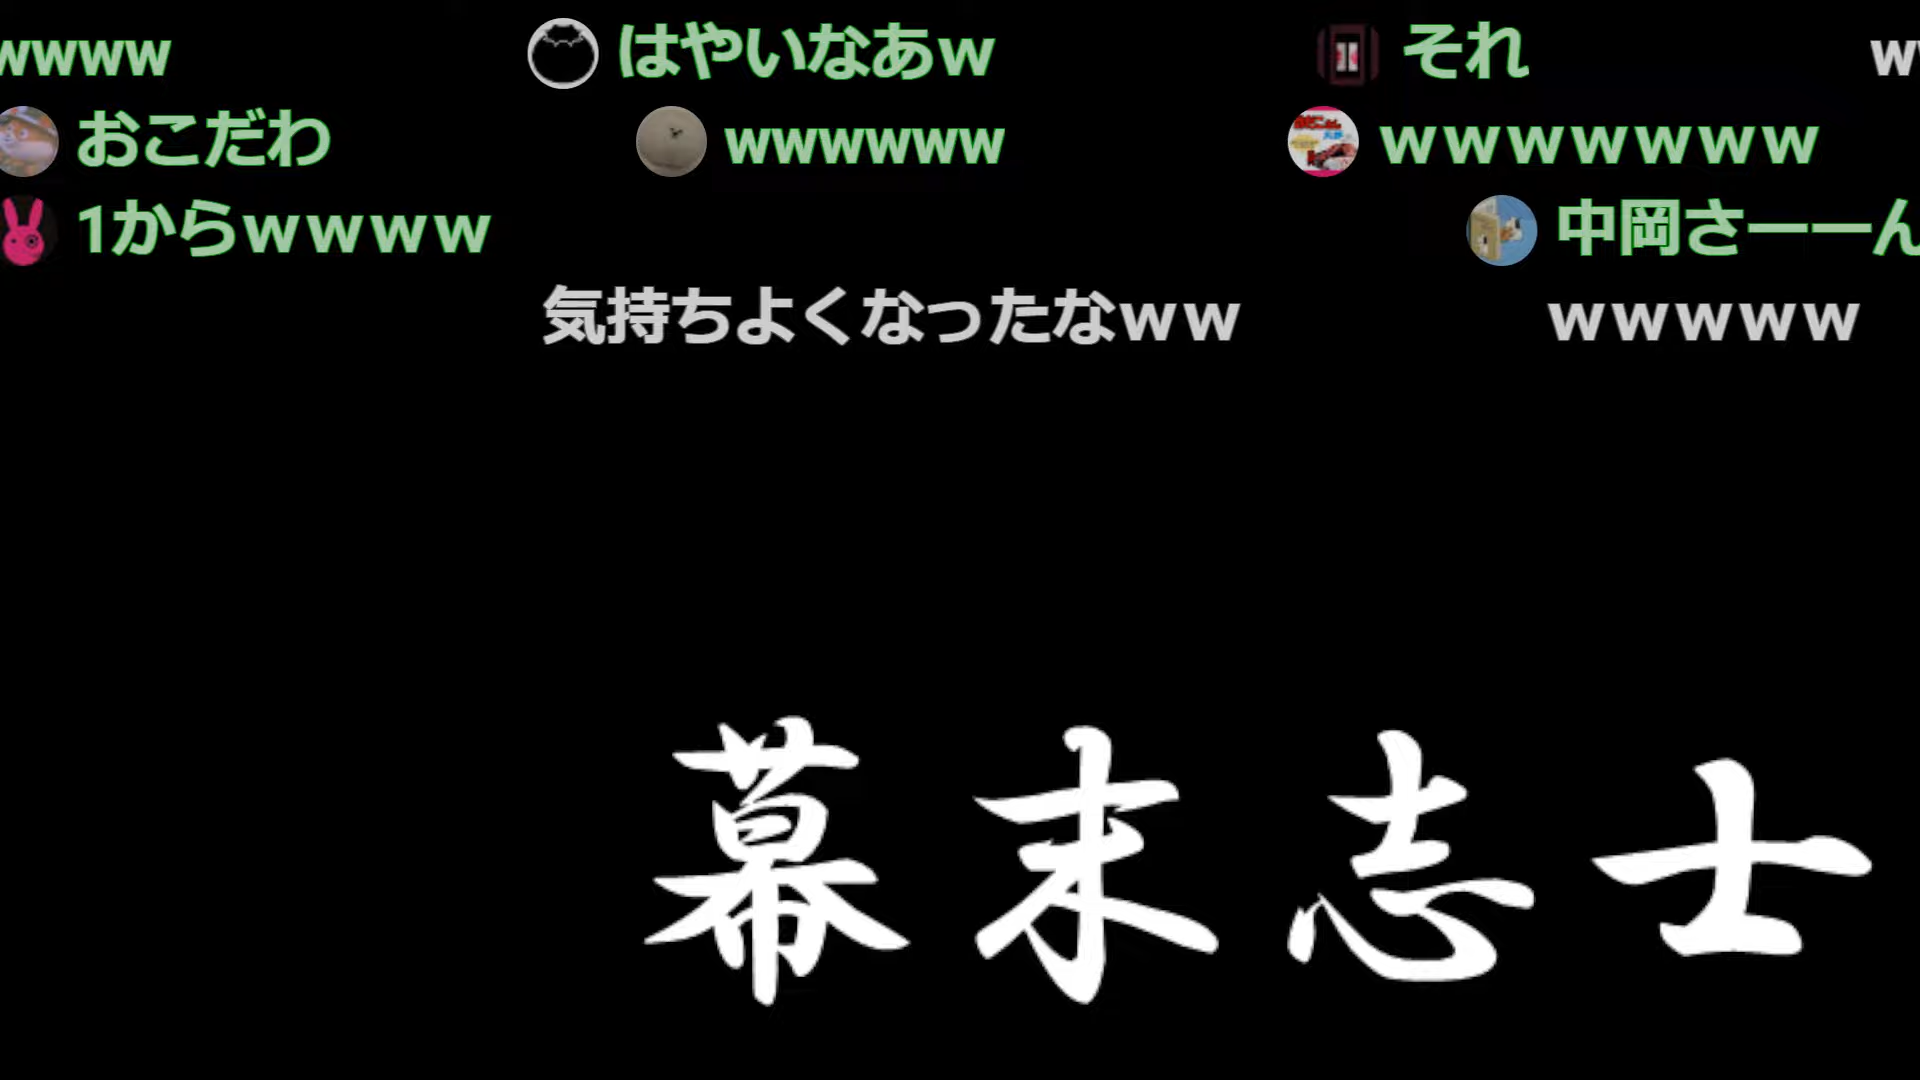 wwww はやいなあｗ それ w
おこだわ wwwwww ｗｗｗｗｗｗｗ
1からｗｗｗｗ 中岡さーーん
気持ちよくなったなｗｗ ｗｗｗｗｗ
幕末志士